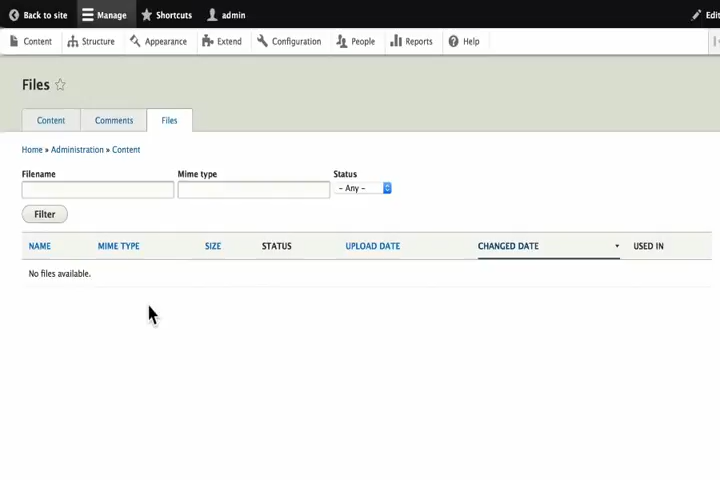 Back to site Manage Shortcuts admin Edi
Content Structure Appearance Extend Configuration People Reports Help
Files
Content Comments Files
Home » Administration » Content
Filename Mime type Status
- Any -
Filter
NAME MIME TYPE SIZE STATUS UPLOAD DATE CHANGED DATE USED IN
No files available.